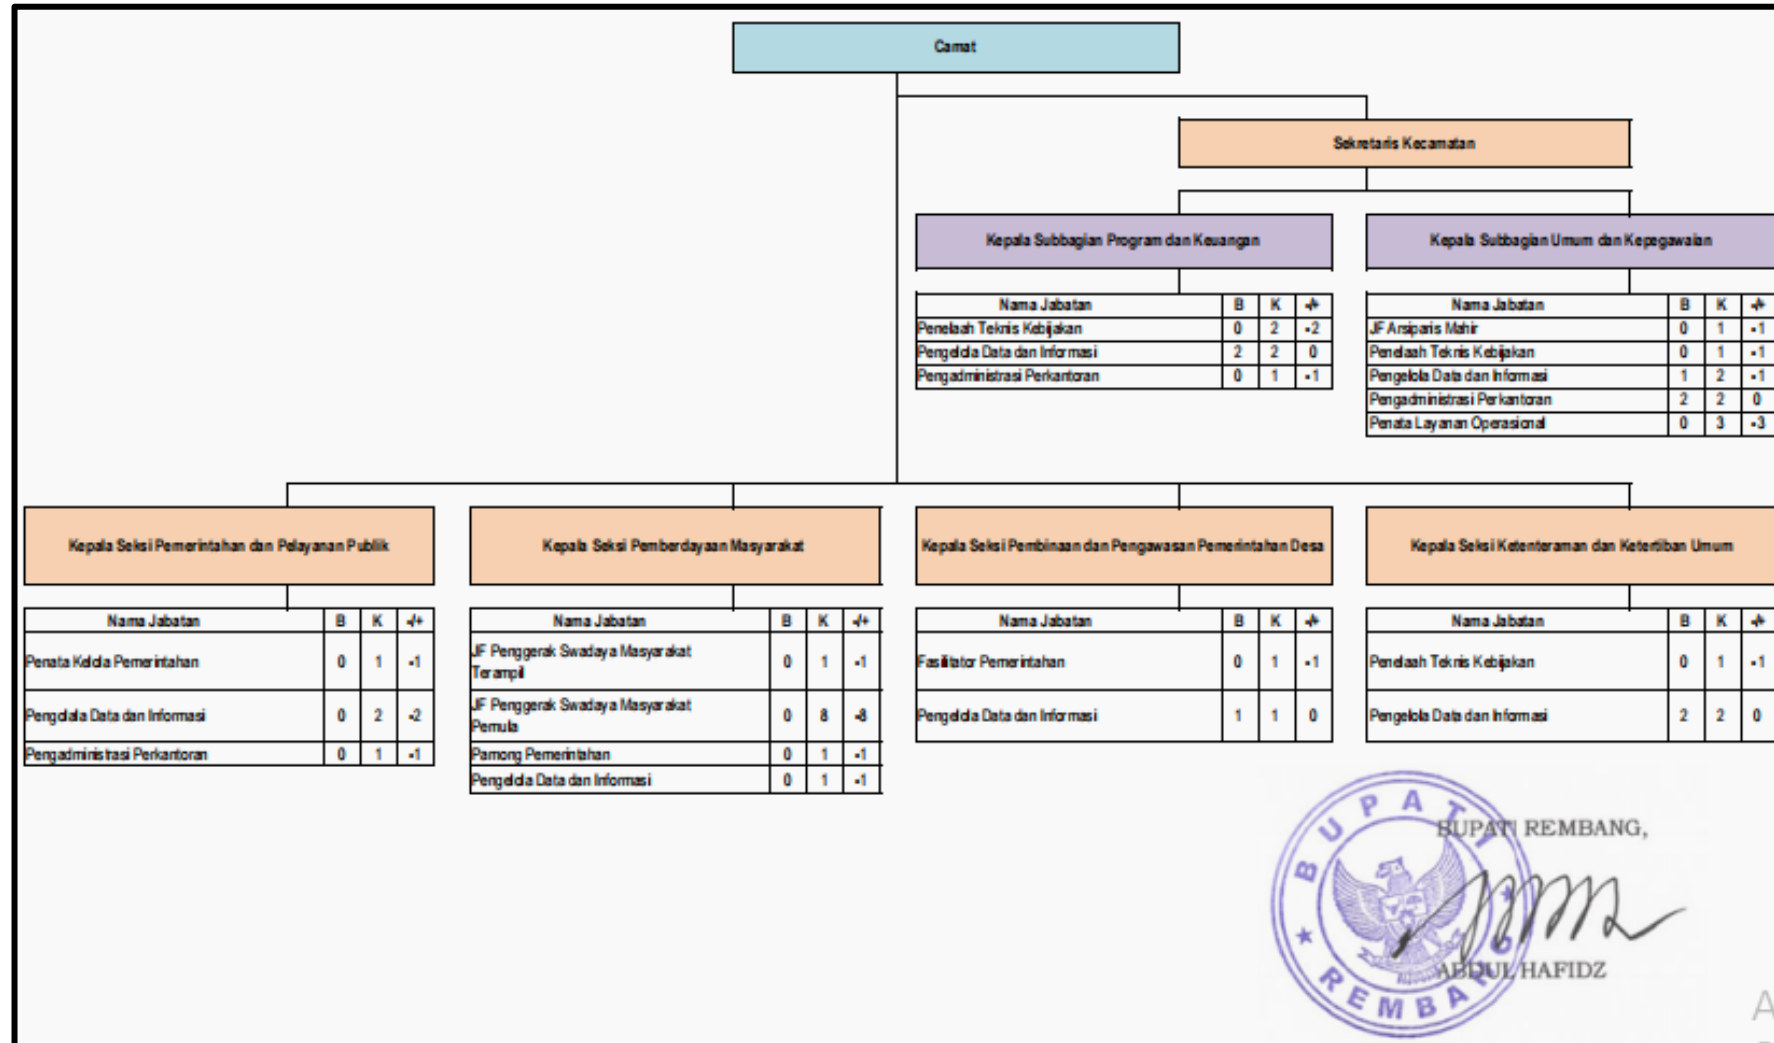 Camat
Sekretaris Kecamatan
Kepala Subbagian Program dan Keuangan
Kepala Subbagian Umum dan Kepegawaian
Nama Jabatan B K -/+
Penelaah Teknis Kebijakan 0 2 -2
Pengelola Data dan Informasi 2 2 0
Pengadministrasi Perkantoran 0 1 -1
Nama Jabatan B K -/+
JF Arsiparis Mahir 0 1 -1
Penelaah Teknis Kebijakan 0 1 -1
Pengelola Data dan Informasi 1 2 -1
Pengadministrasi Perkantoran 2 2 0
Penata Layanan Operasional 0 3 -3
Kepala Seksi Pemerintahan dan Pelayanan Publik
Kepala Seksi Pemberdayaan Masyarakat
Kepala Seksi Pembinaan dan Pengawasan Pemerintahan Desa
Kepala Seksi Ketenteraman dan Ketertiban Umum
Nama Jabatan B K -/+
Penata Kelola Pemerintahan 0 1 -1
Pengolala Data dan Informasi 0 2 -2
Pengadministrasi Perkantoran 0 1 -1
Nama Jabatan B K -/+
JF Penggerak Swadaya Masyarakat
Terampil 0 1 -1
JF Penggerak Swadaya Masyarakat
Pemula 0 8 -8
Pamong Pemerintahan 0 1 -1
Pengelola Data dan Informasi 0 1 -1
Nama Jabatan B K -/+
Fasilitator Pemerintahan 0 1 -1
Pengelola Data dan Informasi 1 1 0
Nama Jabatan B K -/+
Penelaah Teknis Kebijakan 0 1 -1
Pengelola Data dan Informasi 2 2 0
BUPATI REMBANG,
BUPATI
REMBANG
ABDUL HAFIDZ
A